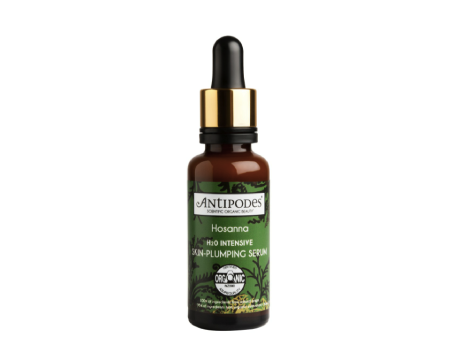 ANTIPODES
SCIENTIFIC ORGANIC BEAUTY
Hosanna
H2O INTENSIVE
SKIN-PLUMPING SERUM
ORGANIC